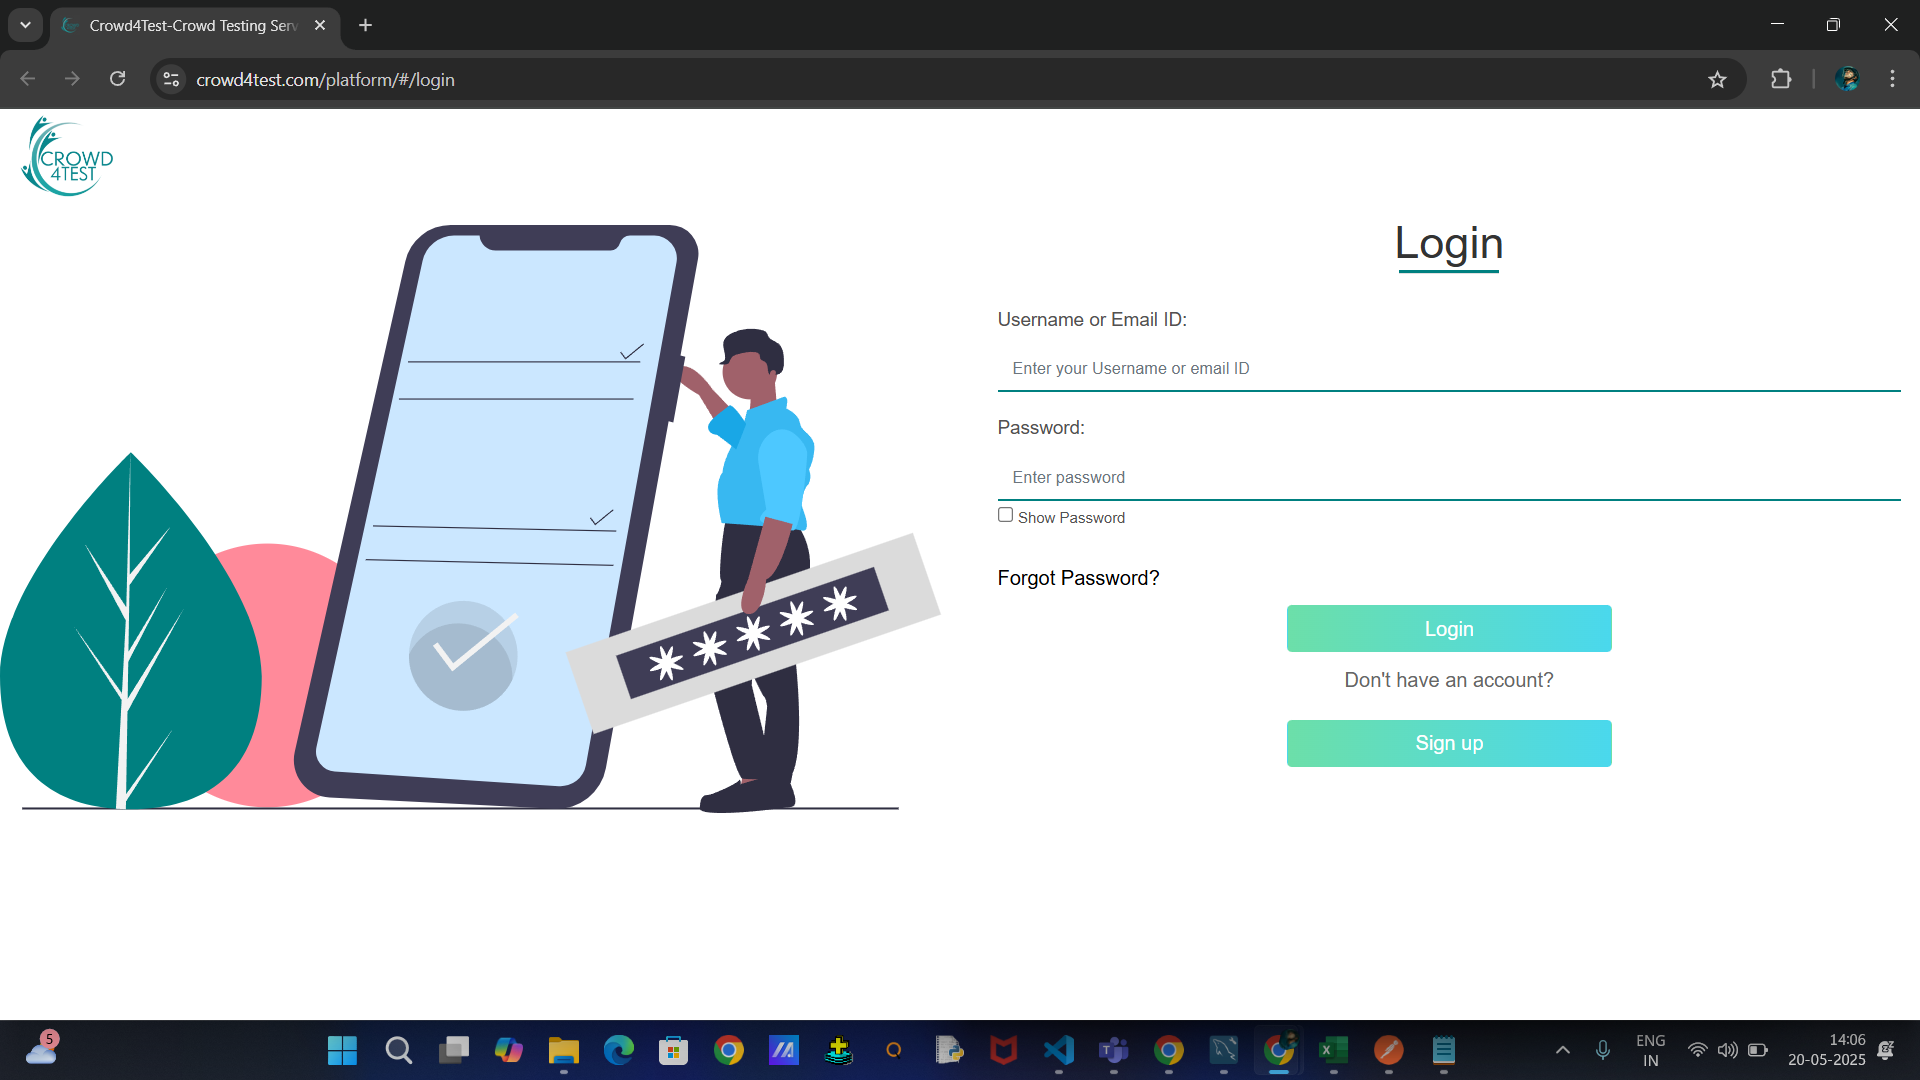 Crowd4Test-Crowd Testing Serv
crowd4test.com/platform/#/login
CROWD
4TEST
Login
Username or Email ID:
Enter your Username or email ID
Password:
Enter password
Show Password
Forgot Password?
Login
Don't have an account?
Sign up
5
ENG
IN
14:06
20-05-2025